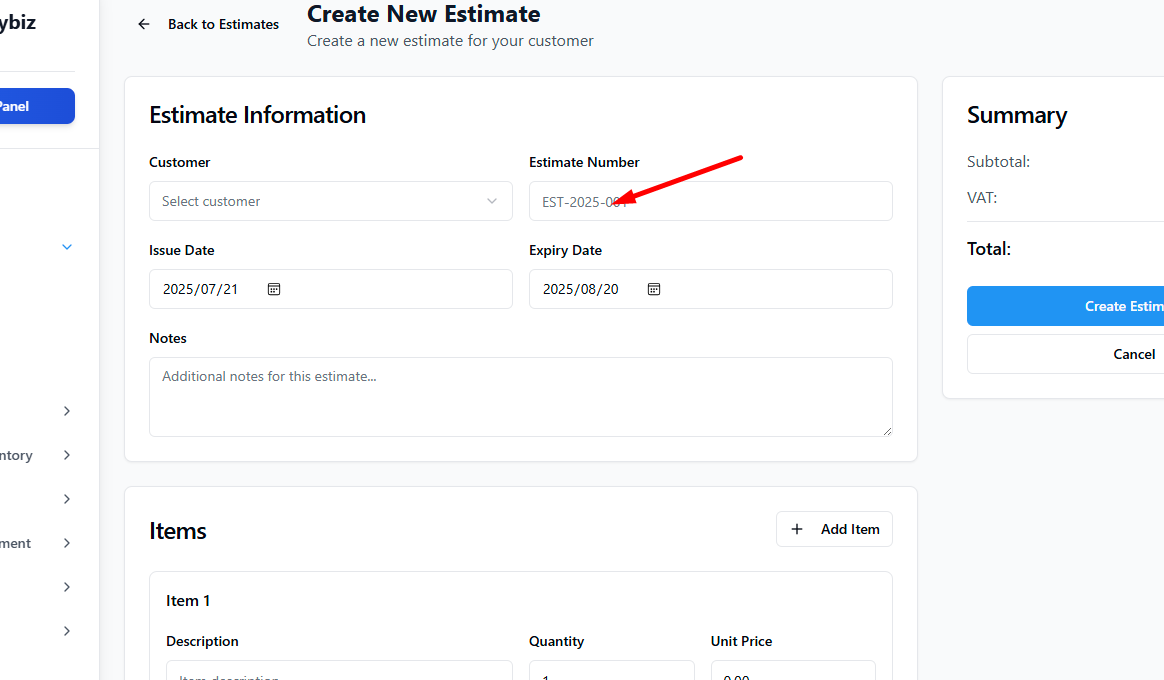 ybiz
Back to Estimates
Create New Estimate
Create a new estimate for your customer
Panel
Estimate Information
Customer
Estimate Number
Select customer
EST-2025-001
Issue Date
Expiry Date
2025/07/21
2025/08/20
Notes
Additional notes for this estimate...
Summary
Subtotal:
VAT:
Total:
Create Estim
Cancel
ntory
ment
Items
Add Item
Item 1
Description
Quantity
Unit Price
Item description
1
0.00